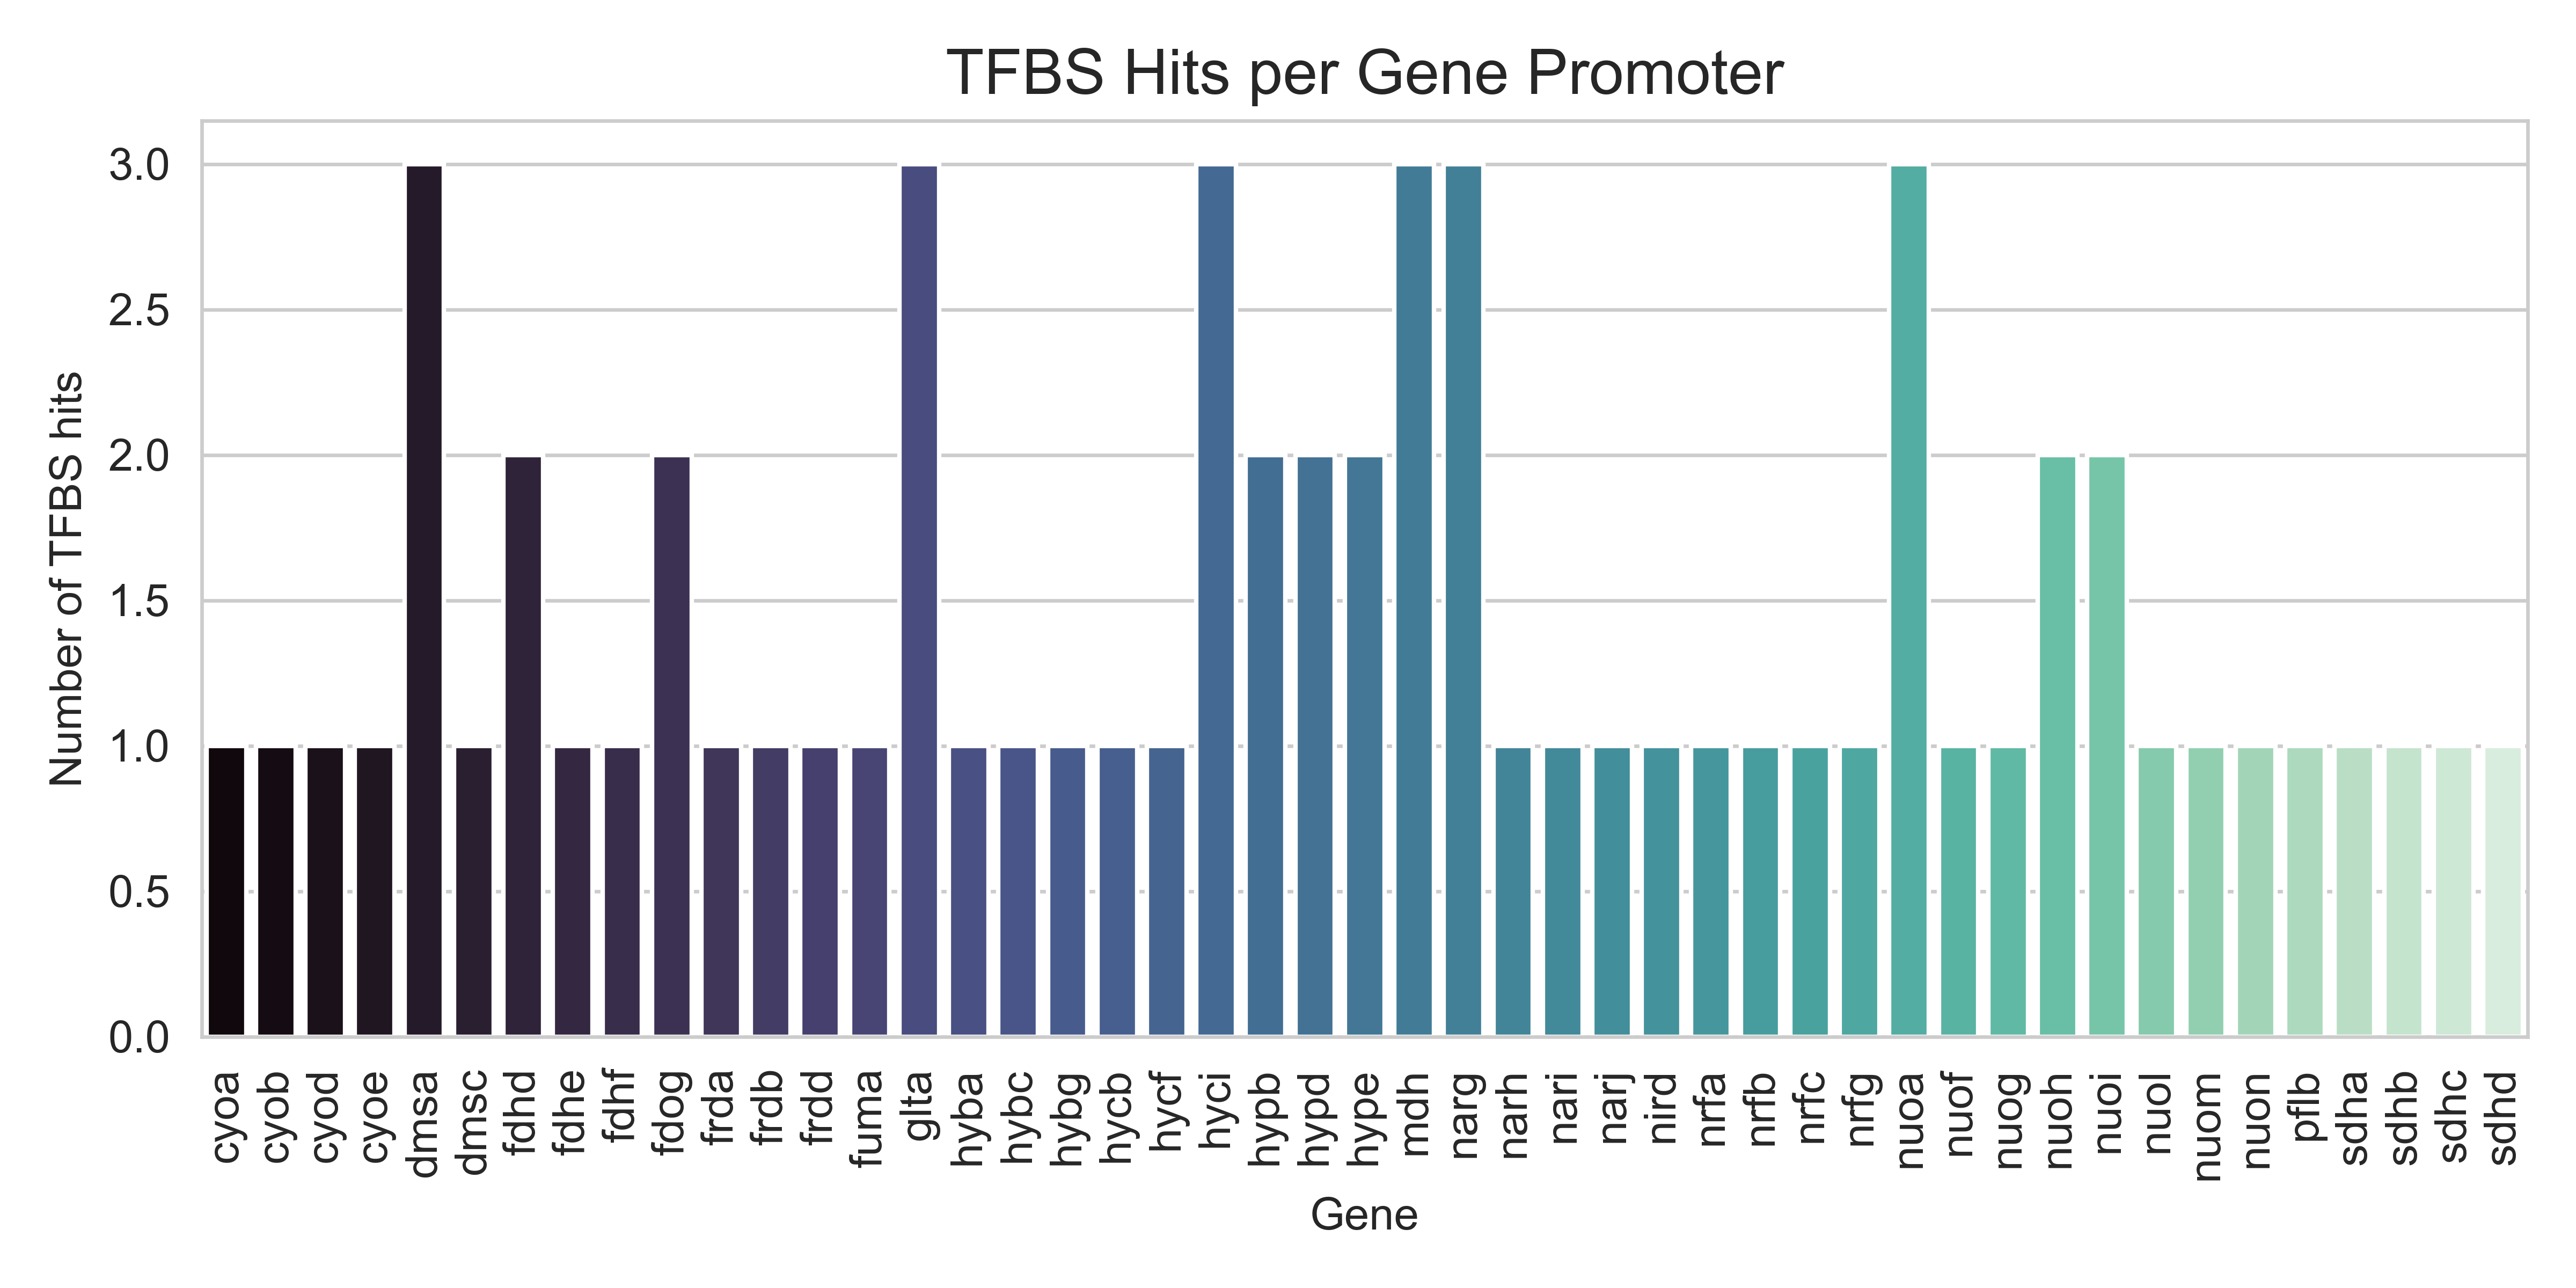 TFBS Hits per Gene Promoter
Number of TFBS hits
3.0
2.5
2.0
1.5
1.0
0.5
0.0
cyoa
cyob
cyod
cyoe
dmsa
dmsc
fdhd
fdhe
fdhf
fdog
frda
frdb
frdd
fuma
glta
hyba
hybc
hybg
hycb
hycf
hyci
hypb
hypd
hype
mdh
narg
narh
nari
narj
nird
nrfa
nrfb
nrfc
nrfg
nuoa
nuof
nuog
nuoh
nuoi
nuol
nuom
nuon
pflb
sdha
sdhb
sdhc
sdhd
Gene